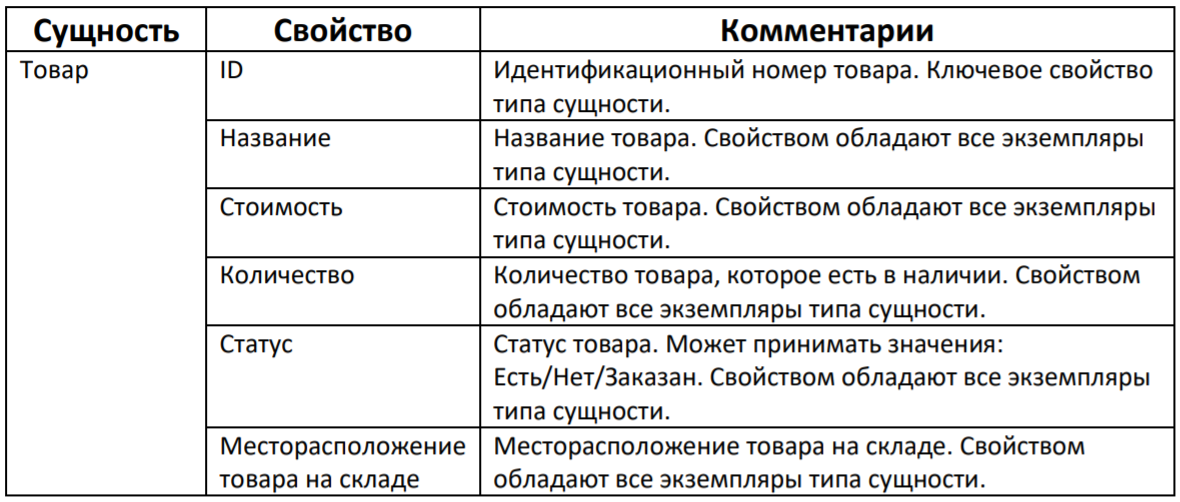 Сущность Свойство Комментарии
Товар ID Идентификационный номер товара. Ключевое свойство
типа сущности.
Название Название товара. Свойством обладают все экземпляры
типа сущности.
Стоимость Стоимость товара. Свойством обладают все экземпляры
типа сущности.
Количество Количество товара, которое есть в наличии. Свойством
обладают все экземпляры типа сущности.
Статус Статус товара. Может принимать значения:
Есть/Нет/Заказан. Свойством обладают все экземпляры
типа сущности.
Месторасположение Месторасположение товара на складе. Свойством
товара на складе обладают все экземпляры типа сущности.